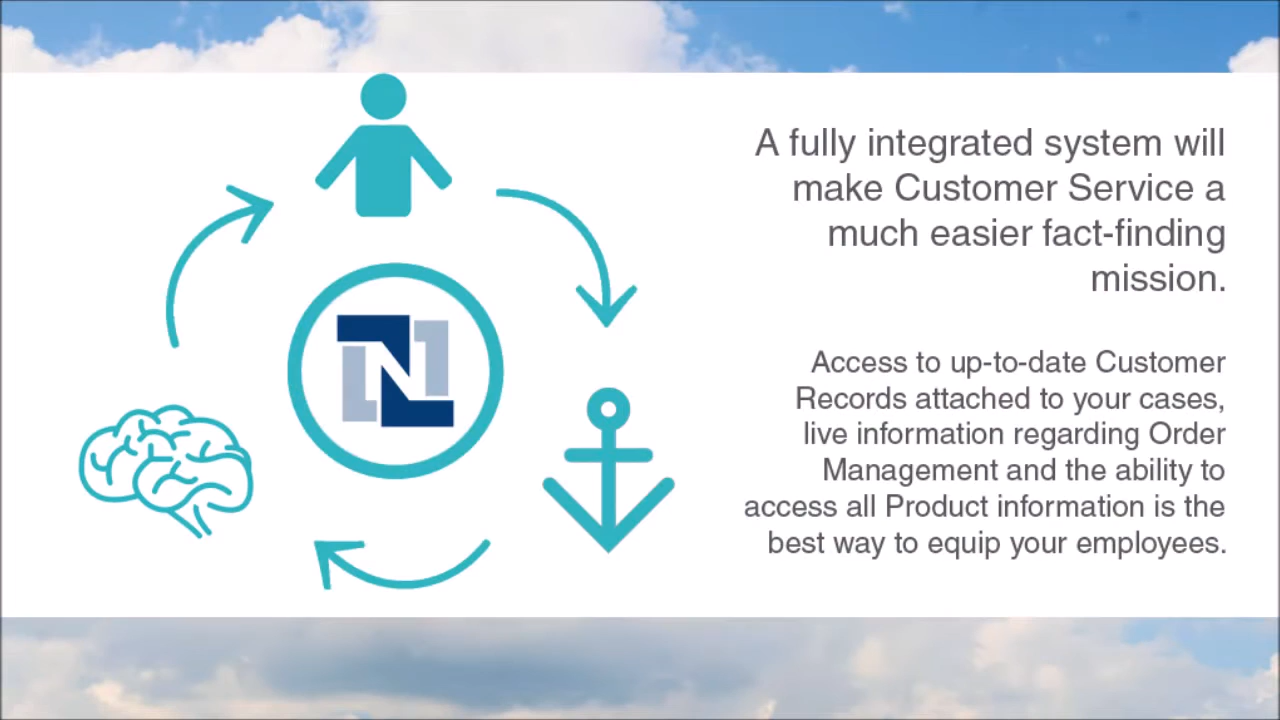 A fully integrated system will
make Customer Service a
much easier fact-finding
mission.
Access to up-to-date Customer
Records attached to your cases,
live information regarding Order
Management and the ability to
access all Product information is the
best way to equip your employees.
N